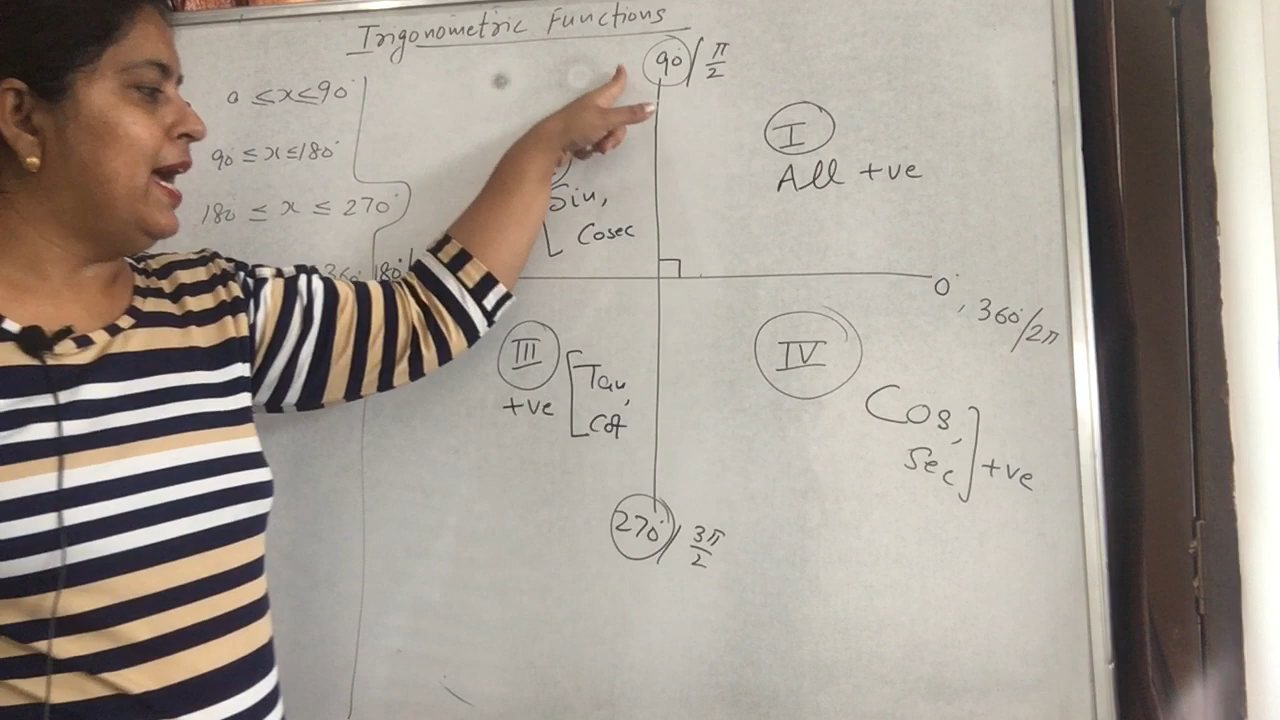 Trigonometric Functions
0 ≤ x ≤ 90°
90 ≤ x ≤ 180°
180 ≤ x ≤ 270°
360°
180°/
90°/ π/2
I
All +ve
Sin,
Cosec
0°, 360°/2π
III
+ve
Tan,
Cot
IV
Cos,
Sec
+ve
270°/ 3π/2